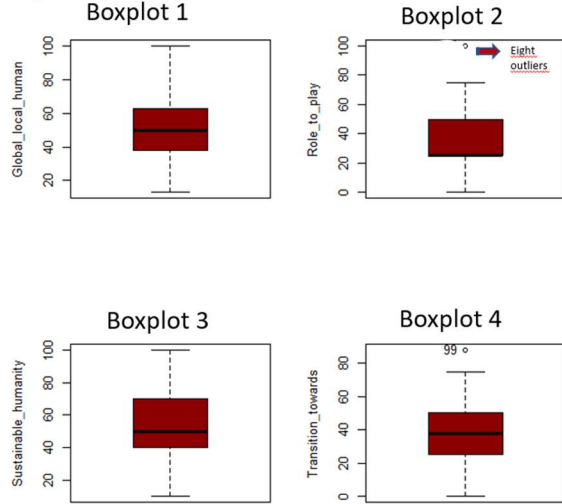 Boxplot 1
Boxplot 2
Global_local_human
20
40
60
80
100
Role_to_play
0
20
40
60
80
100
Eight
outliers
Boxplot 3
Boxplot 4
Sustainable_humanity
20
40
60
80
100
Transition_towards
0
20
40
60
80
99